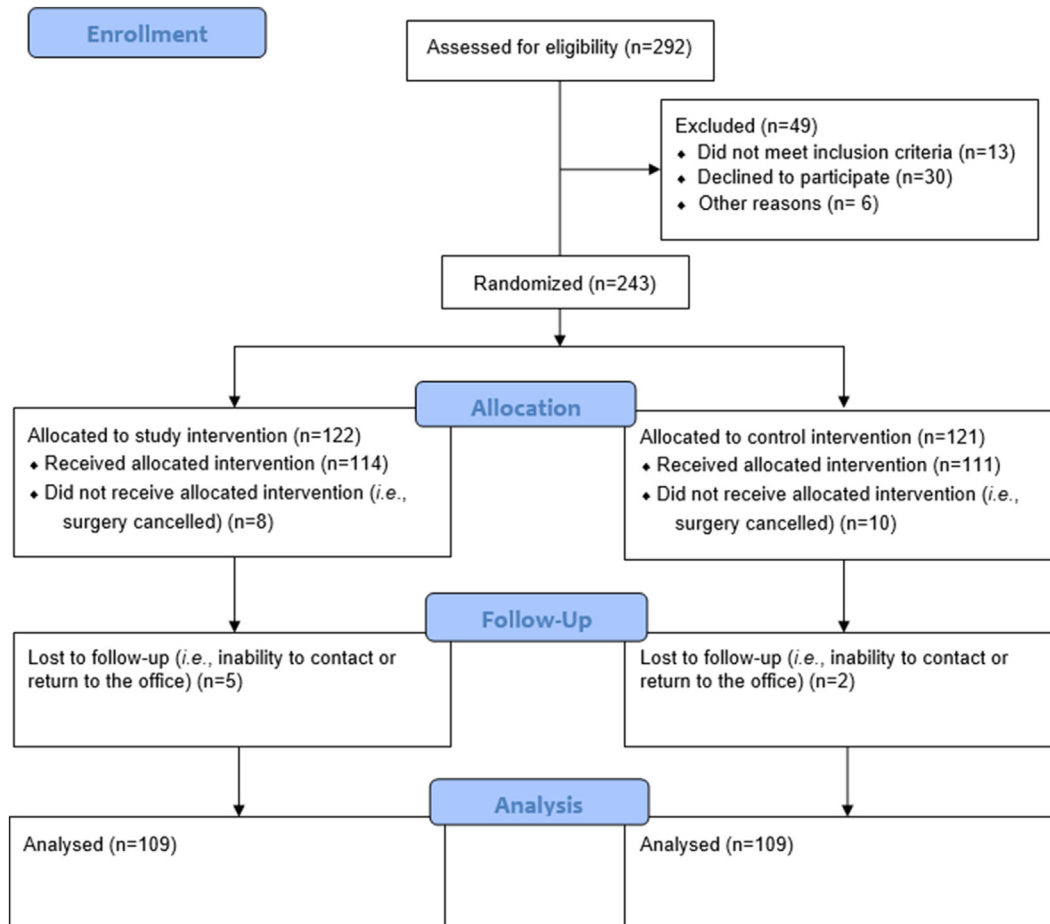 Enrollment
Assessed for eligibility (n=292)
Excluded (n=49)
⬥ Did not meet inclusion criteria (n=13)
⬥ Declined to participate (n=30)
⬥ Other reasons (n= 6)
Randomized (n=243)
Allocation
Allocated to study intervention (n=122)
⬥ Received allocated intervention (n=114)
⬥ Did not receive allocated intervention (i.e.,
surgery cancelled) (n=8)
Allocated to control intervention (n=121)
⬥ Received allocated intervention (n=111)
⬥ Did not receive allocated intervention (i.e.,
surgery cancelled) (n=10)
Follow-Up
Lost to follow-up (i.e., inability to contact or
return to the office) (n=5)
Lost to follow-up (i.e., inability to contact or
return to the office) (n=2)
Analysis
Analysed (n=109)
Analysed (n=109)